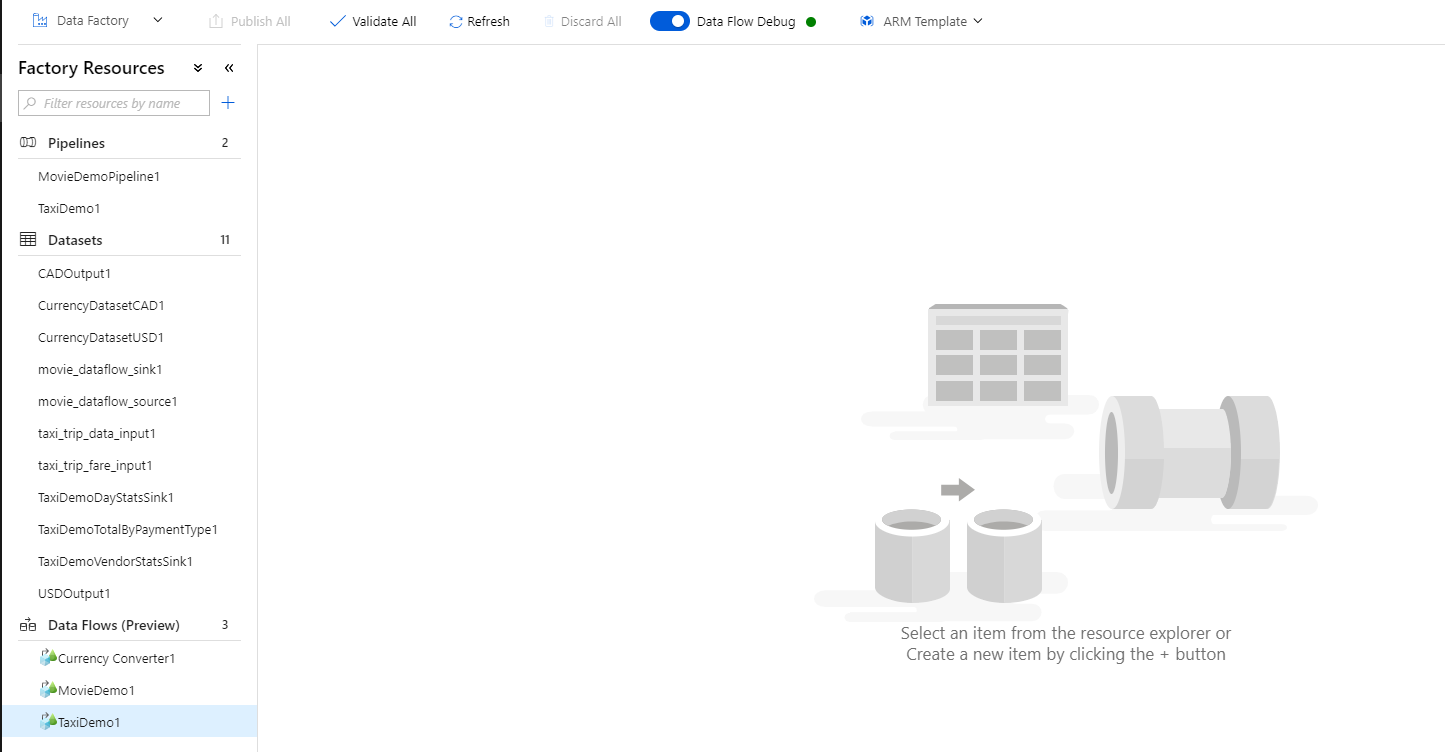 Data Factory
Publish All
Validate All
Refresh
Discard All
Data Flow Debug
ARM Template
Factory Resources
Filter resources by name
Pipelines 2
MovieDemoPipeline1
TaxiDemo1
Datasets 11
CADOutput1
CurrencyDatasetCAD1
CurrencyDatasetUSD1
movie_dataflow_sink1
movie_dataflow_source1
taxi_trip_data_input1
taxi_trip_fare_input1
TaxiDemoDayStatsSink1
TaxiDemoTotalByPaymentType1
TaxiDemoVendorStatsSink1
USDOutput1
Data Flows (Preview) 3
Currency Converter1
MovieDemo1
TaxiDemo1
Select an item from the resource explorer or
Create a new item by clicking the + button